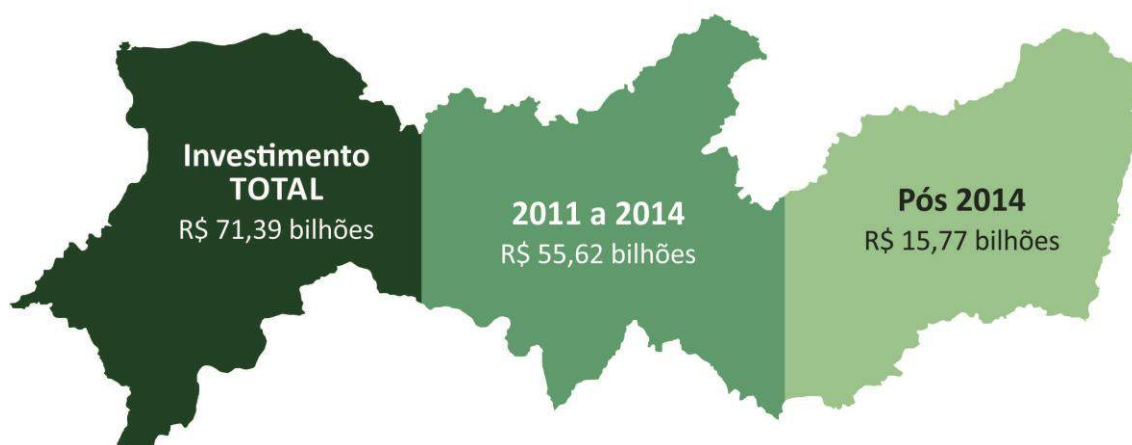 Investimento
TOTAL
R$ 71,39 bilhões
2011 a 2014
R$ 55,62 bilhões
Pós 2014
R$ 15,77 bilhões